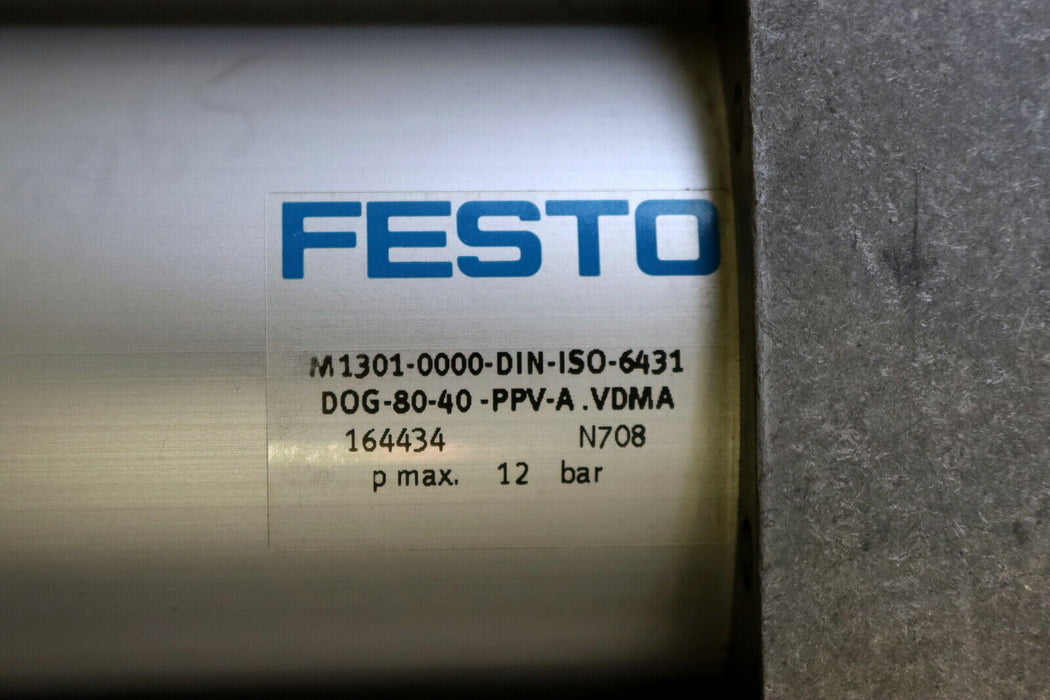 FESTO
M1301-0000-DIN-ISO-6431
DOG-80-40 -PPV-A .VDMA
164434 N708
p max. 12 bar